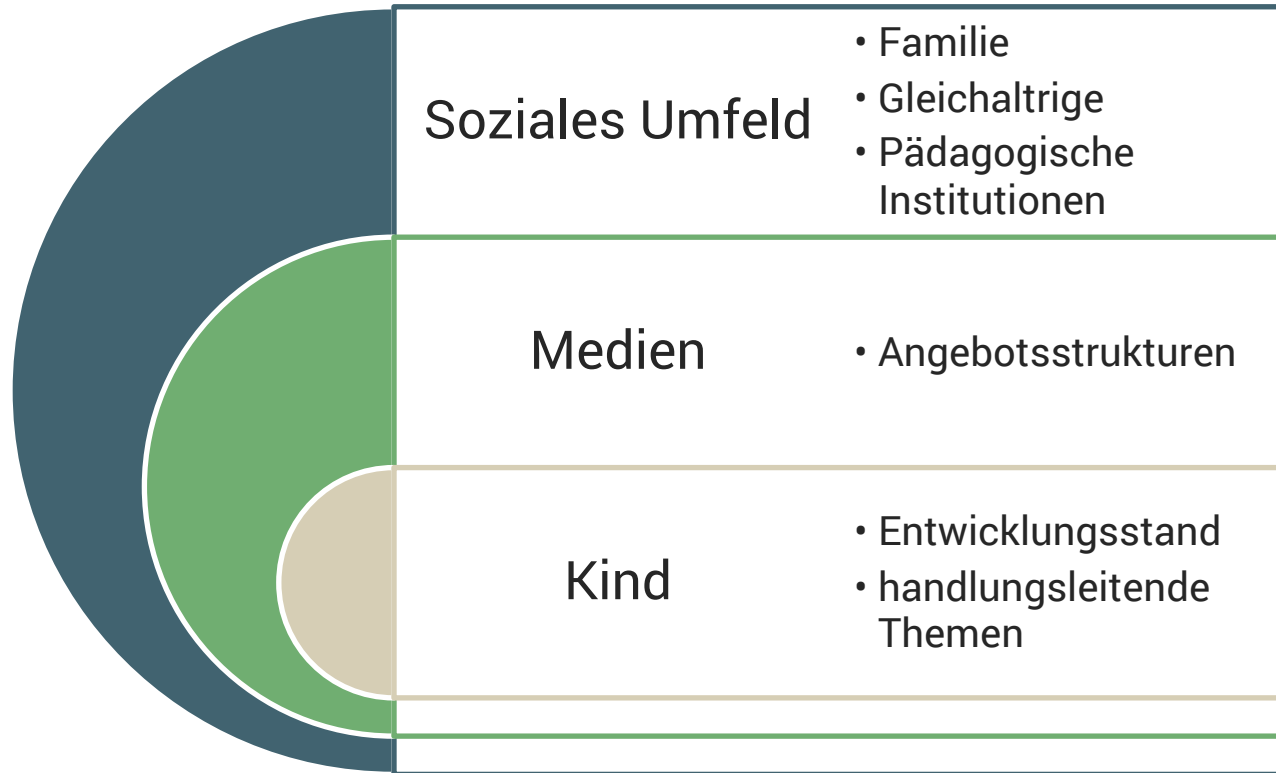 Soziales Umfeld
• Familie
• Gleichaltrige
• Pädagogische
Institutionen
Medien
• Angebotsstrukturen
Kind
• Entwicklungsstand
• handlungsleitende
Themen